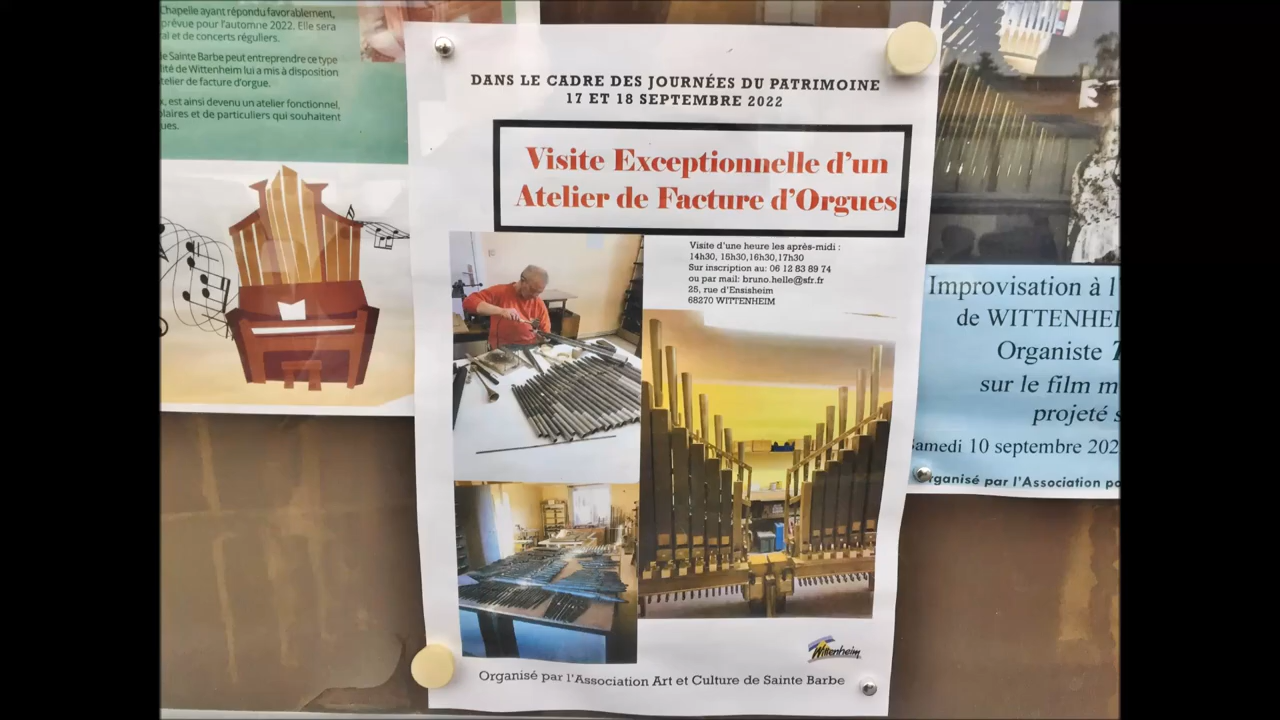 Chapelle ayant répondu favorablement,
prévue pour l'automne 2022. Elle sera
al et de concerts réguliers.
de Sainte Barbe peut entreprendre ce type
lité de Wittenheim lui a mis à disposition
telier de facture d'orgue.
x, est ainsi devenu un atelier fonctionnel,
olaires et de particuliers qui souhaitent
ues.
DANS LE CADRE DES JOURNÉES DU PATRIMOINE
17 ET 18 SEPTEMBRE 2022
Visite Exceptionnelle d'un
Atelier de Facture d'Orgues
Visite d'une heure les après-midi :
14h30, 15h30,16h30,17h30
Sur inscription au: 06 12 83 89 74
ou par mail: bruno.helle@sfr.fr
25, rue d'Ensisheim
68270 WITTENHEIM
Wittenheim
Organisé par l'Association Art et Culture de Sainte Barbe
Improvisation à l
de WITTENHEI
Organiste
sur le film m
projeté s
Samedi 10 septembre 202
Organisé par l'Association po